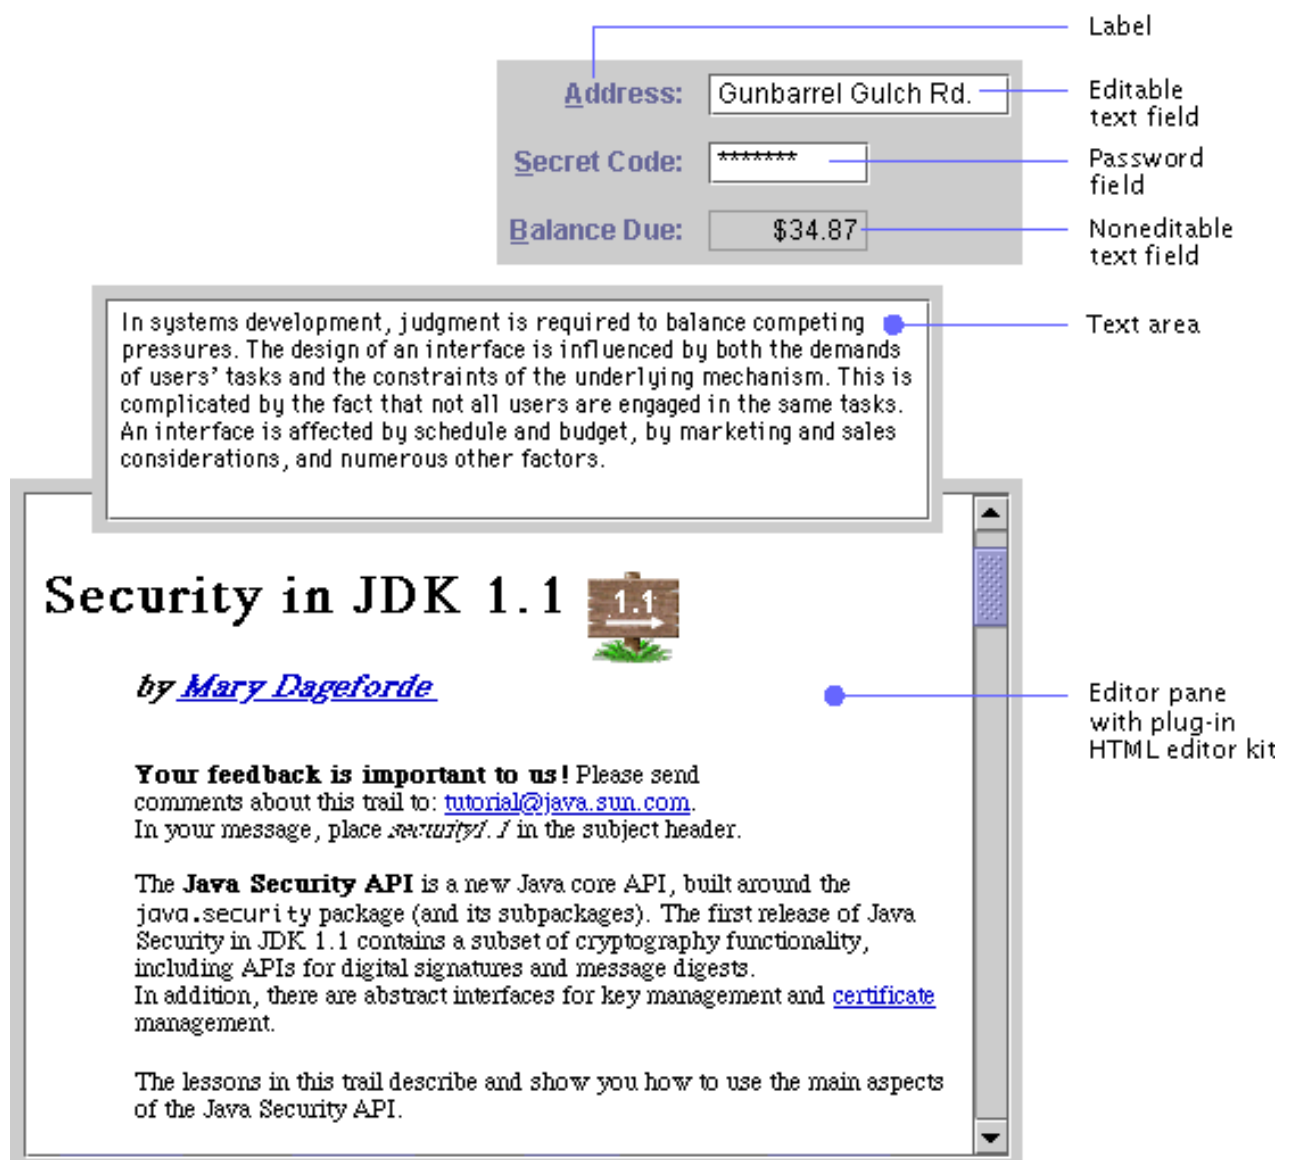 Label
Address: Gunbarrel Gulch Rd.
Editable
text field
Secret Code: *******
Password
field
Balance Due: $34.87
Noneditable
text field
In systems development, judgment is required to balance competing
pressures. The design of an interface is influenced by both the demands
of users' tasks and the constraints of the underlying mechanism. This is
complicated by the fact that not all users are engaged in the same tasks.
An interface is affected by schedule and budget, by marketing and sales
considerations, and numerous other factors.
Text area
Security in JDK 1.1
1.1
by Mary Dageforde
Editor pane
with plug-in
HTML editor kit
Your feedback is important to us! Please send
comments about this trail to: tutorial@java.sun.com.
In your message, place security1.1 in the subject header.
The Java Security API is a new Java core API, built around the
java.security package (and its subpackages). The first release of Java
Security in JDK 1.1 contains a subset of cryptography functionality,
including APIs for digital signatures and message digests.
In addition, there are abstract interfaces for key management and certificate
management.
The lessons in this trail describe and show you how to use the main aspects
of the Java Security API.